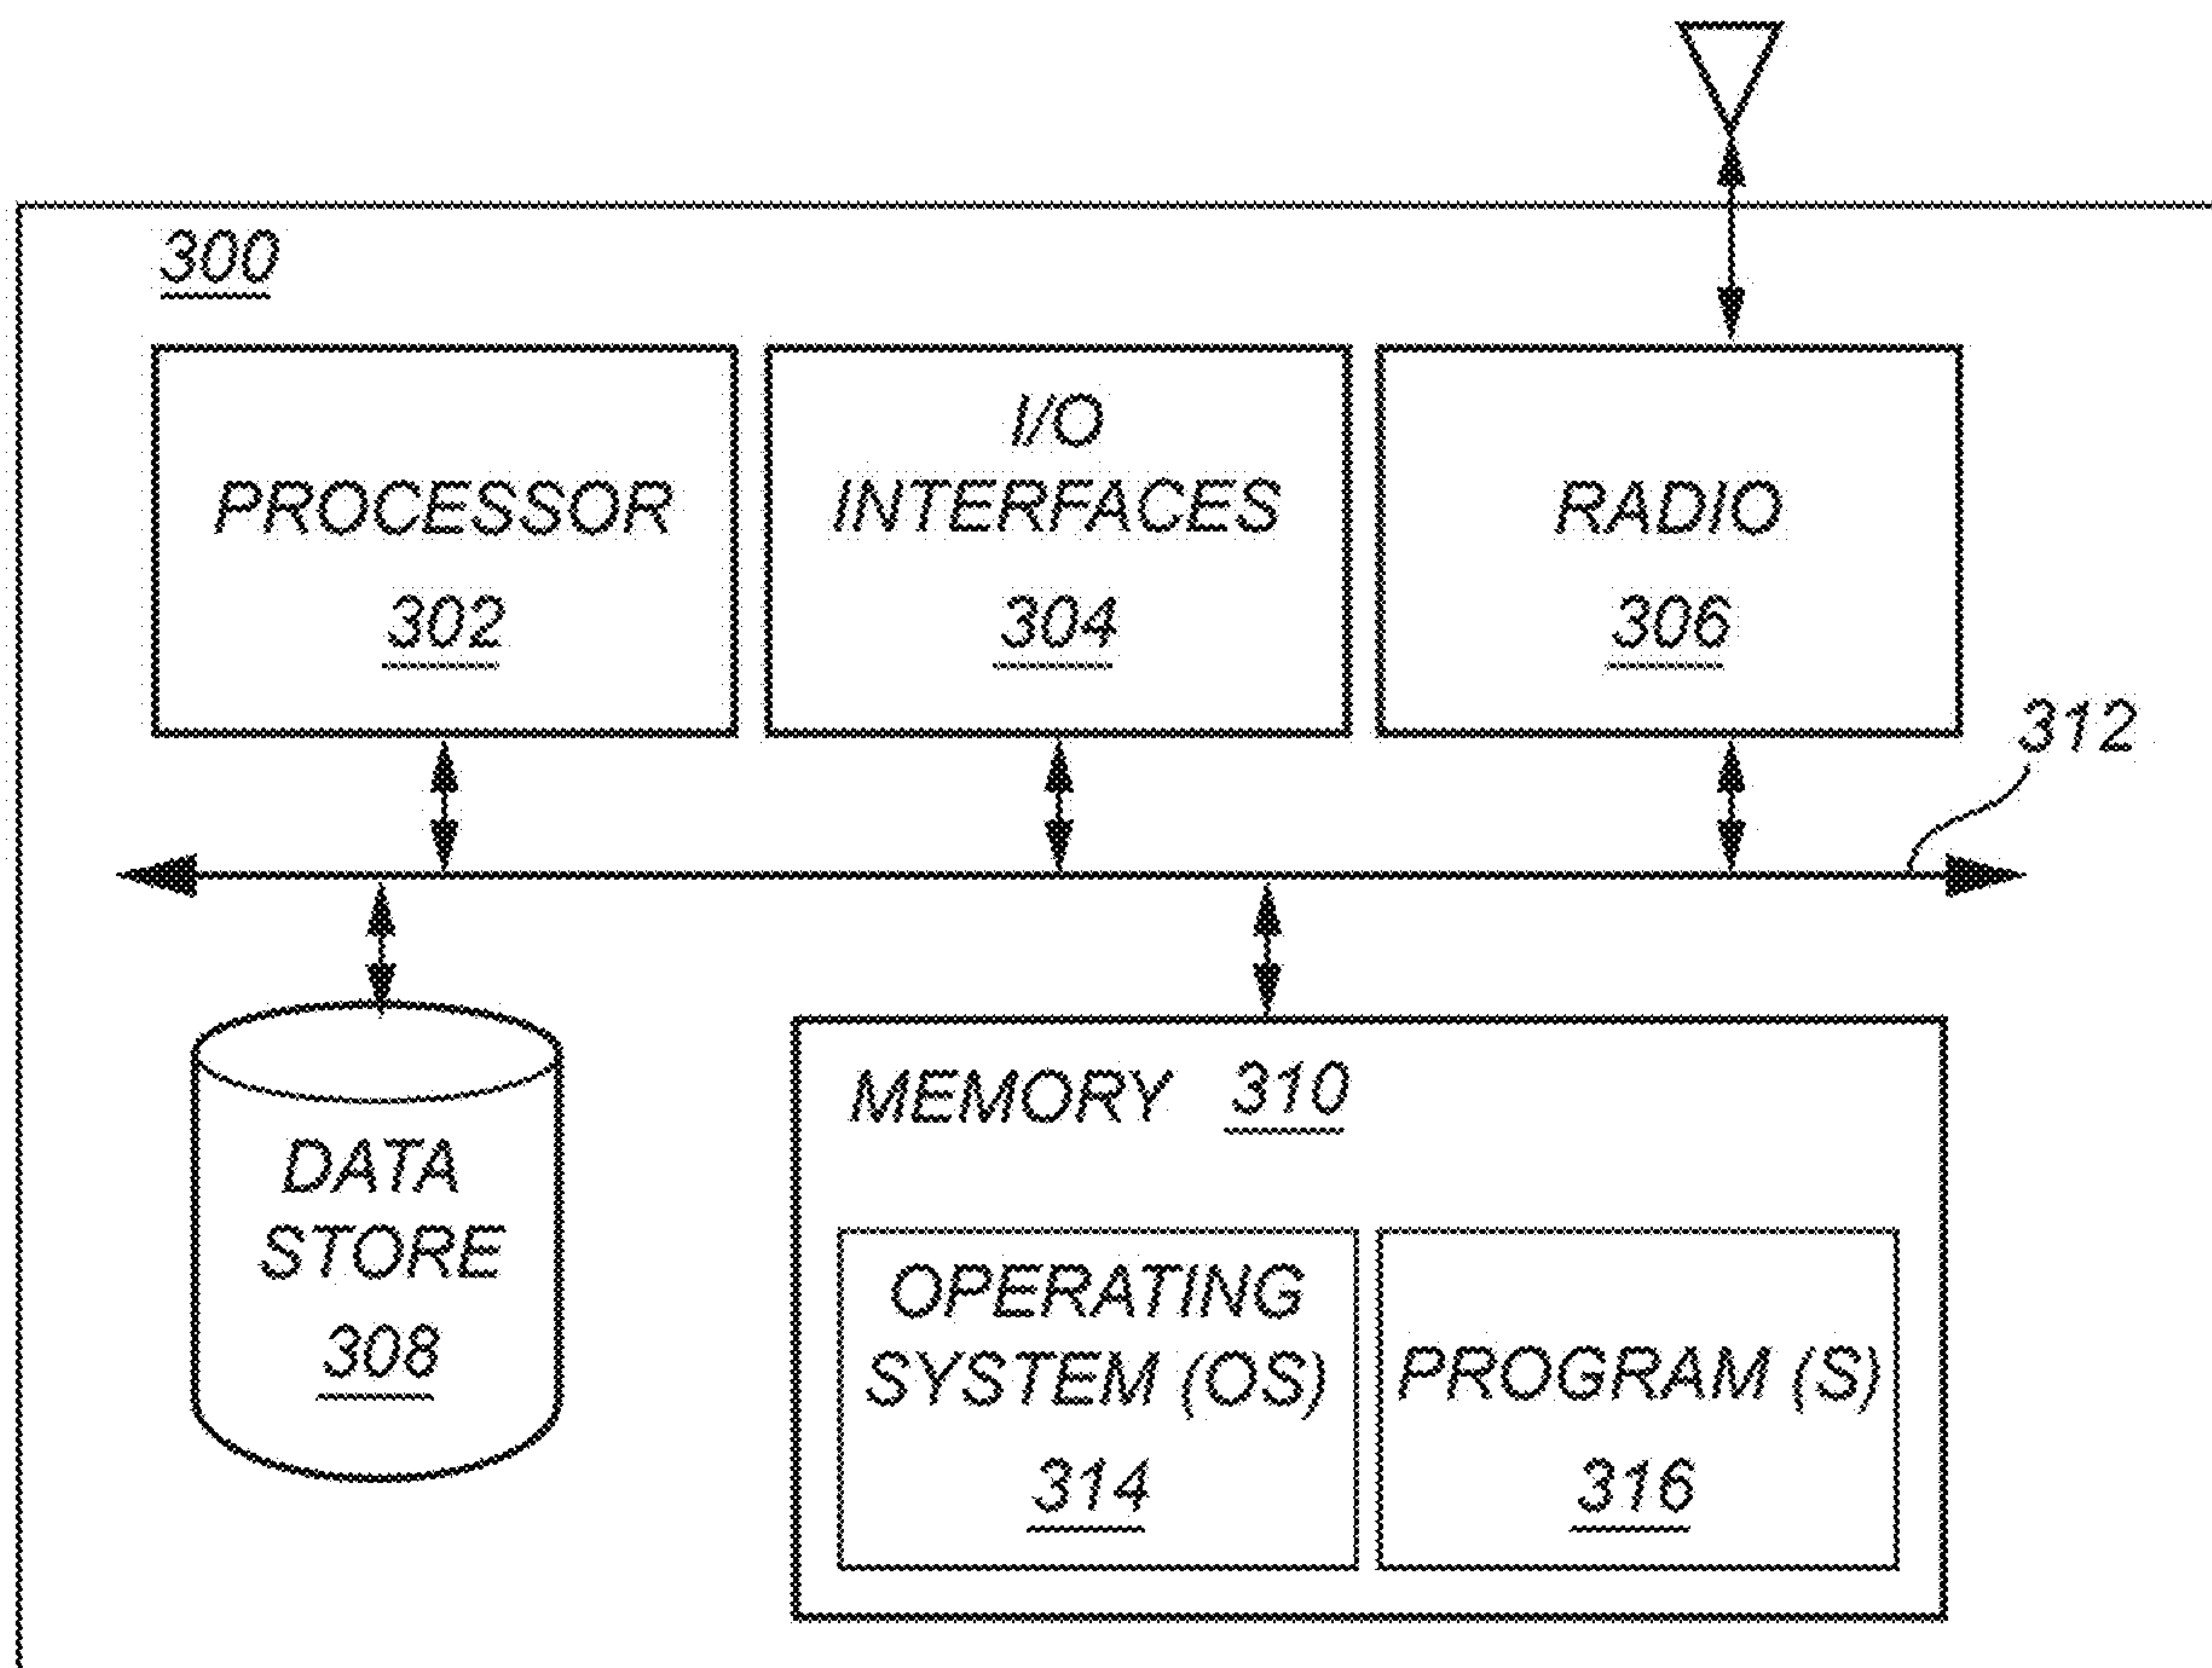 300
PROCESSOR
302
I/O
INTERFACES
304
RADIO
306
312
DATA
STORE
308
MEMORY 310
OPERATING
SYSTEM (OS)
314
PROGRAM (S)
316